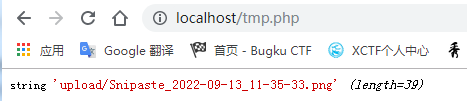 localhost/tmp.php
应用 Google 翻译 首页 - Bugku CTF XCTF个人中心
string 'upload/Snipaste_2022-09-13_11-35-33.png' (length=39)